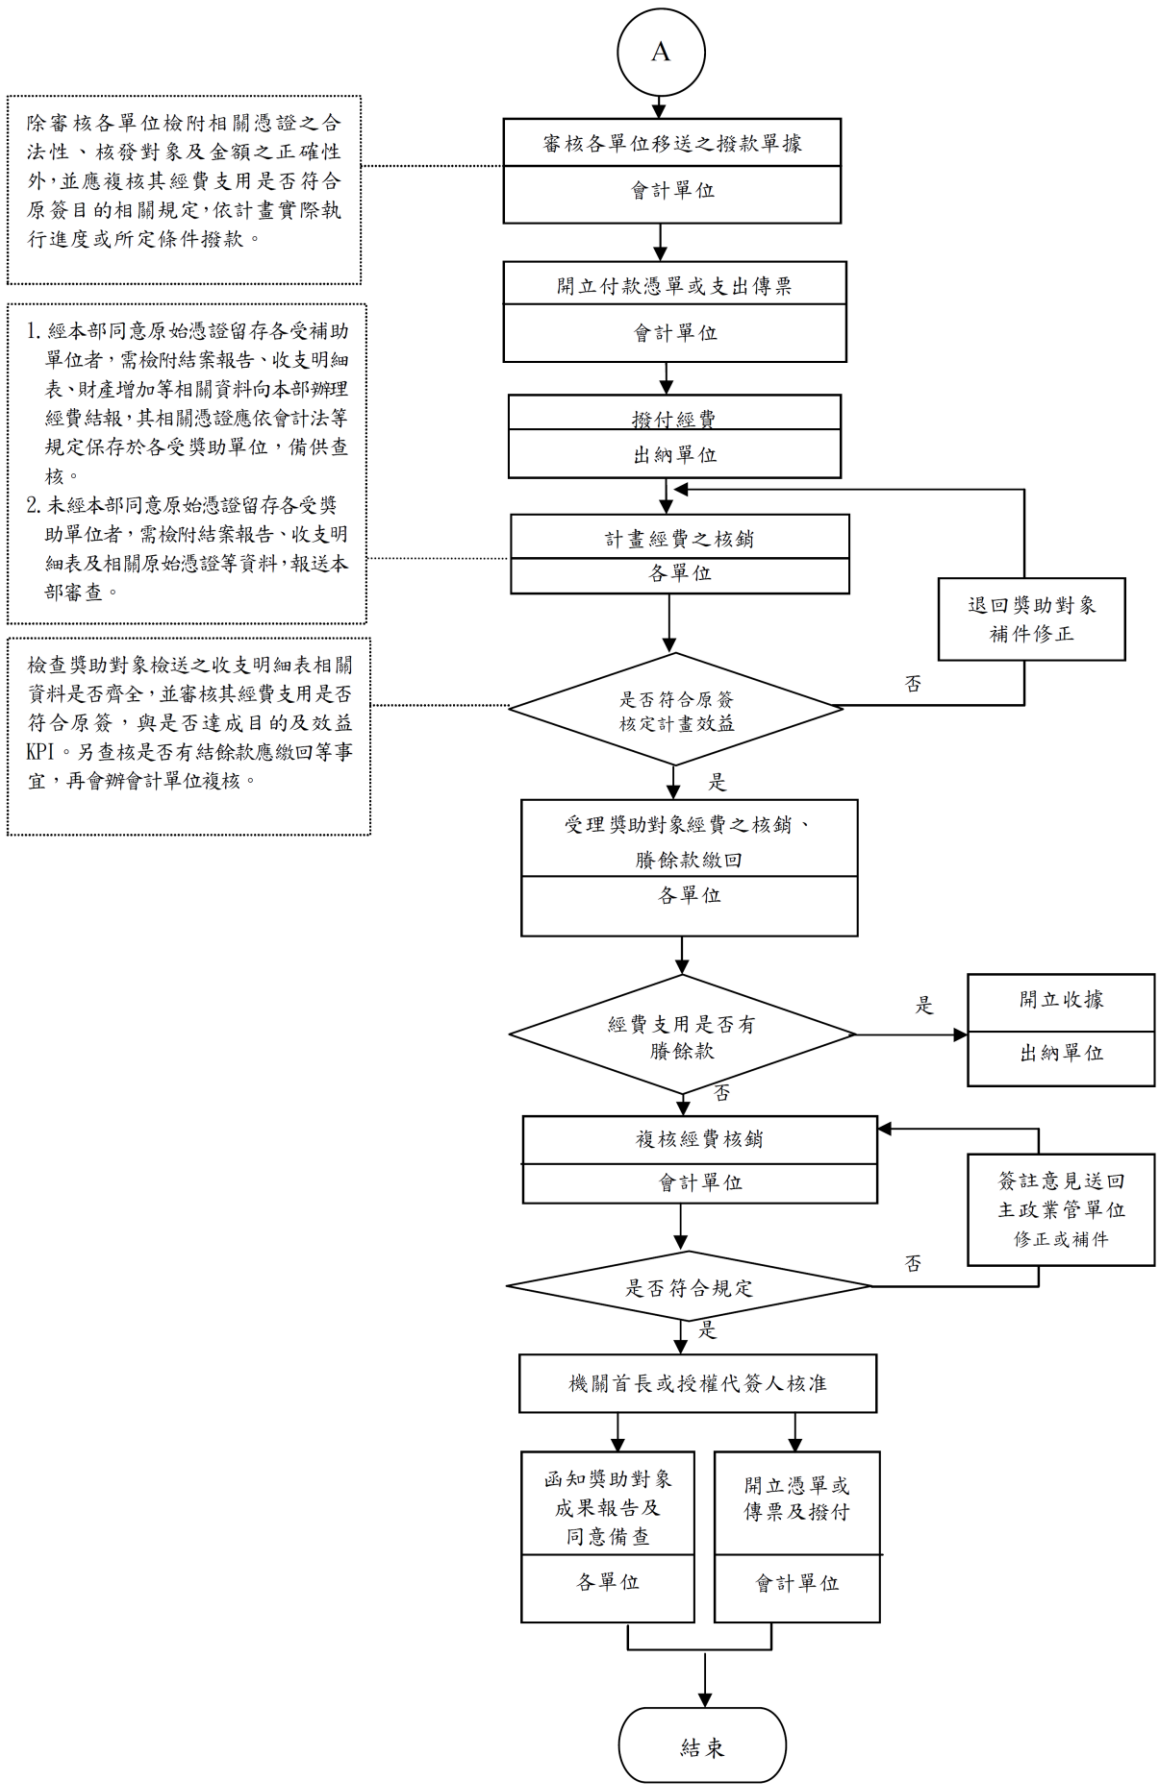 A
除審核各單位檢附相關憑證之合
法性、核發對象及金額之正確性
外，並應複核其經費支用是否符合
原簽目的相關規定，依計畫實際執
行進度或所定條件撥款。
審核各單位移送之撥款單據
會計單位
開立付款憑單或支出傳票
會計單位
1. 經本部同意原始憑證留存各受補助
單位者，需檢附結案報告、收支明細
表、財產增加等相關資料向本部辦理
經費結報，其相關憑證應依會計法等
規定保存於各受獎助單位，備供查
核。
2. 未經本部同意原始憑證留存各受獎
助單位者，需檢附結案報告、收支明
細表及相關原始憑證等資料，報送本
部審查。
撥付經費
出納單位
計畫經費之核銷
各單位
退回獎助對象
補件修正
檢查獎助對象檢送之收支明細表相關
資料是否齊全，並審核其經費支用是否
符合原簽，與是否達成目的及效益
KPI。另查核是否有結餘款應繳回等事
宜，再會辦會計單位複核。
是否符合原簽
核定計畫效益
否
是
受理獎助對象經費之核銷、
賸餘款繳回
各單位
經費支用是否有
賸餘款
是
開立收據
出納單位
否
複核經費核銷
會計單位
簽註意見送回
主政業管單位
修正或補件
是否符合規定
否
是
機關首長或授權代簽人核准
函知獎助對象
成果報告及
同意備查
各單位
開立憑單或
傳票及撥付
會計單位
結束